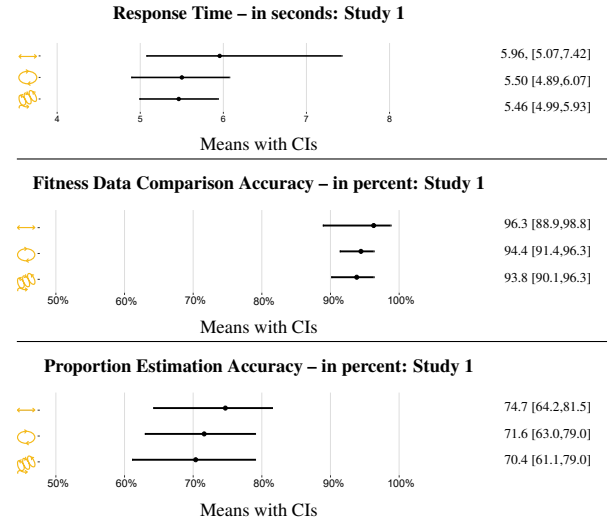 Response Time – in seconds: Study 1
5.96, [5.07,7.42]
5.50 [4.89,6.07]
5.46 [4.99,5.93]
4 5 6 7 8
Means with CIs
Fitness Data Comparison Accuracy – in percent: Study 1
96.3 [88.9,98.8]
94.4 [91.4,96.3]
93.8 [90.1,96.3]
50% 60% 70% 80% 90% 100%
Means with CIs
Proportion Estimation Accuracy – in percent: Study 1
74.7 [64.2,81.5]
71.6 [63.0,79.0]
70.4 [61.1,79.0]
50% 60% 70% 80% 90% 100%
Means with CIs